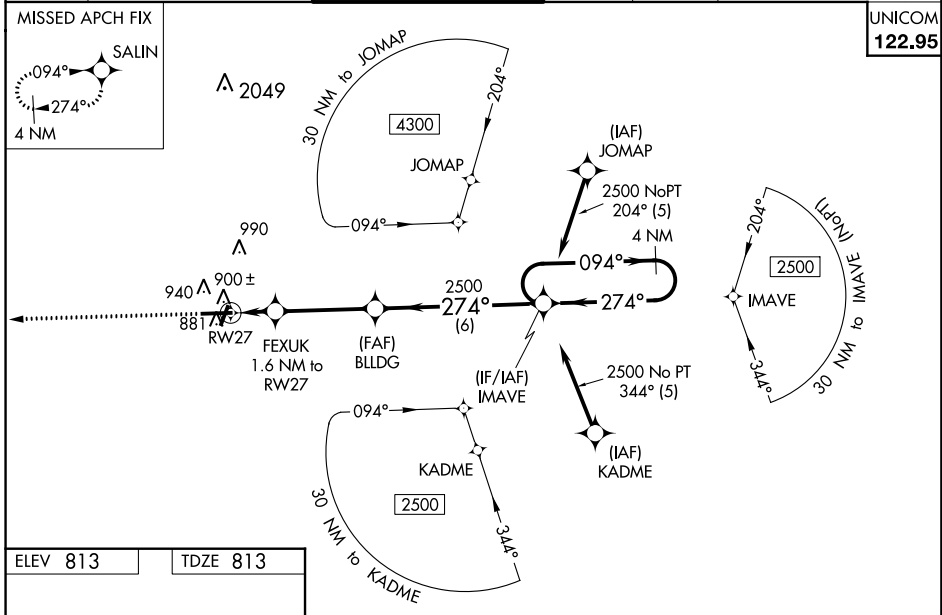 MISSED APCH FIX
SALIN
094°
274°
4 NM
2049
UNICOM
122.95
30 NM to JOMAP
204°
4300
JOMAP
094°
(IAF)
JOMAP
2500 NoPT
204° (5)
4 NM
094°
204°
30 NM to IMAVE (NoPT)
2500
IMAVE
344°
990
940
900 ±
881
RW27
2500
274°
(6)
274°
FEXUK
1.6 NM to
RW27
(FAF)
BLLDG
(IF/IAF)
IMAVE
2500 No PT
344° (5)
(IAF)
KADME
094°
KADME
2500
344°
30 NM to KADME
ELEV 813
TDZE 813